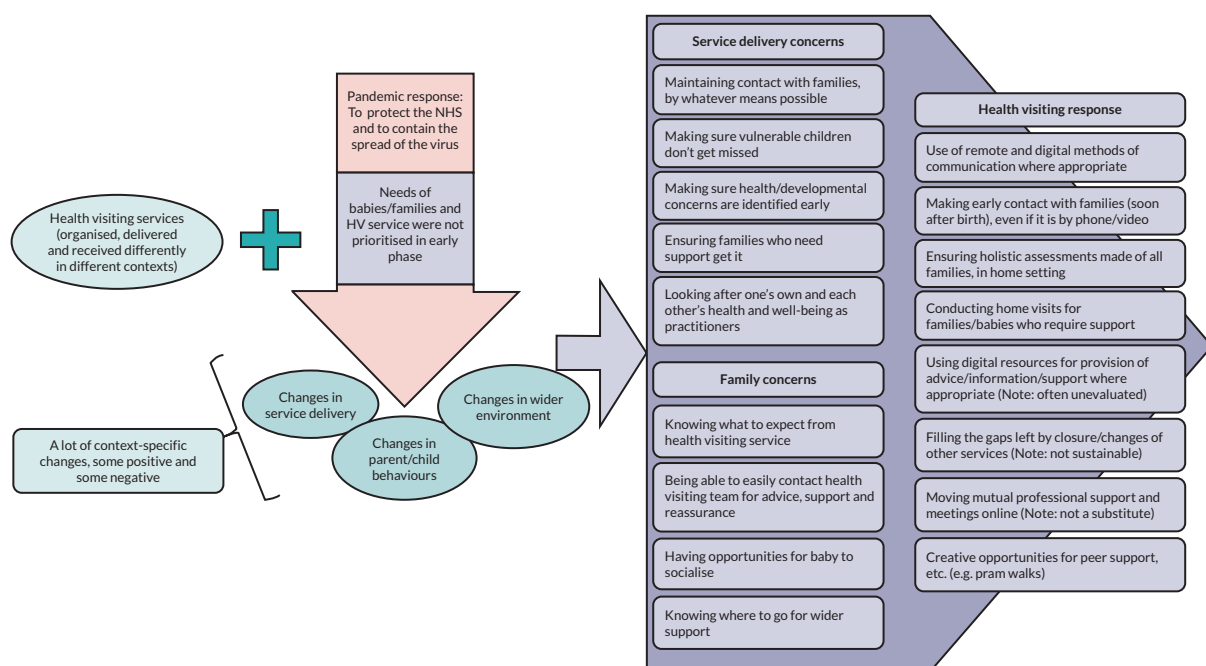 Health visiting services
(organised, delivered
and received differently
in different contexts)
Pandemic response:
To protect the NHS
and to contain the
spread of the virus
Needs of
babies/families and
HV service were not
prioritised in early
phase
A lot of context-specific
changes, some positive and
some negative
Changes in
service delivery
Changes in
parent/child
behaviours
Changes in wider
environment
Service delivery concerns
Maintaining contact with families,
by whatever means possible
Making sure vulnerable children
don’t get missed
Making sure health/developmental
concerns are identified early
Ensuring families who need
support get it
Looking after one’s own and each
other’s health and well-being as
practitioners
Family concerns
Knowing what to expect from
health visiting service
Being able to easily contact health
visiting team for advice, support and
reassurance
Having opportunities for baby to
socialise
Knowing where to go for wider
support
Health visiting response
Use of remote and digital methods of
communication where appropriate
Making early contact with families (soon
after birth), even if it is by phone/video
Ensuring holistic assessments made of all
families, in home setting
Conducting home visits for
families/babies who require support
Using digital resources for provision of
advice/information/support where
appropriate (Note: often unevaluated)
Filling the gaps left by closure/changes of
other services (Note: not sustainable)
Moving mutual professional support and
meetings online (Note: not a substitute)
Creative opportunities for peer support,
etc. (e.g. pram walks)